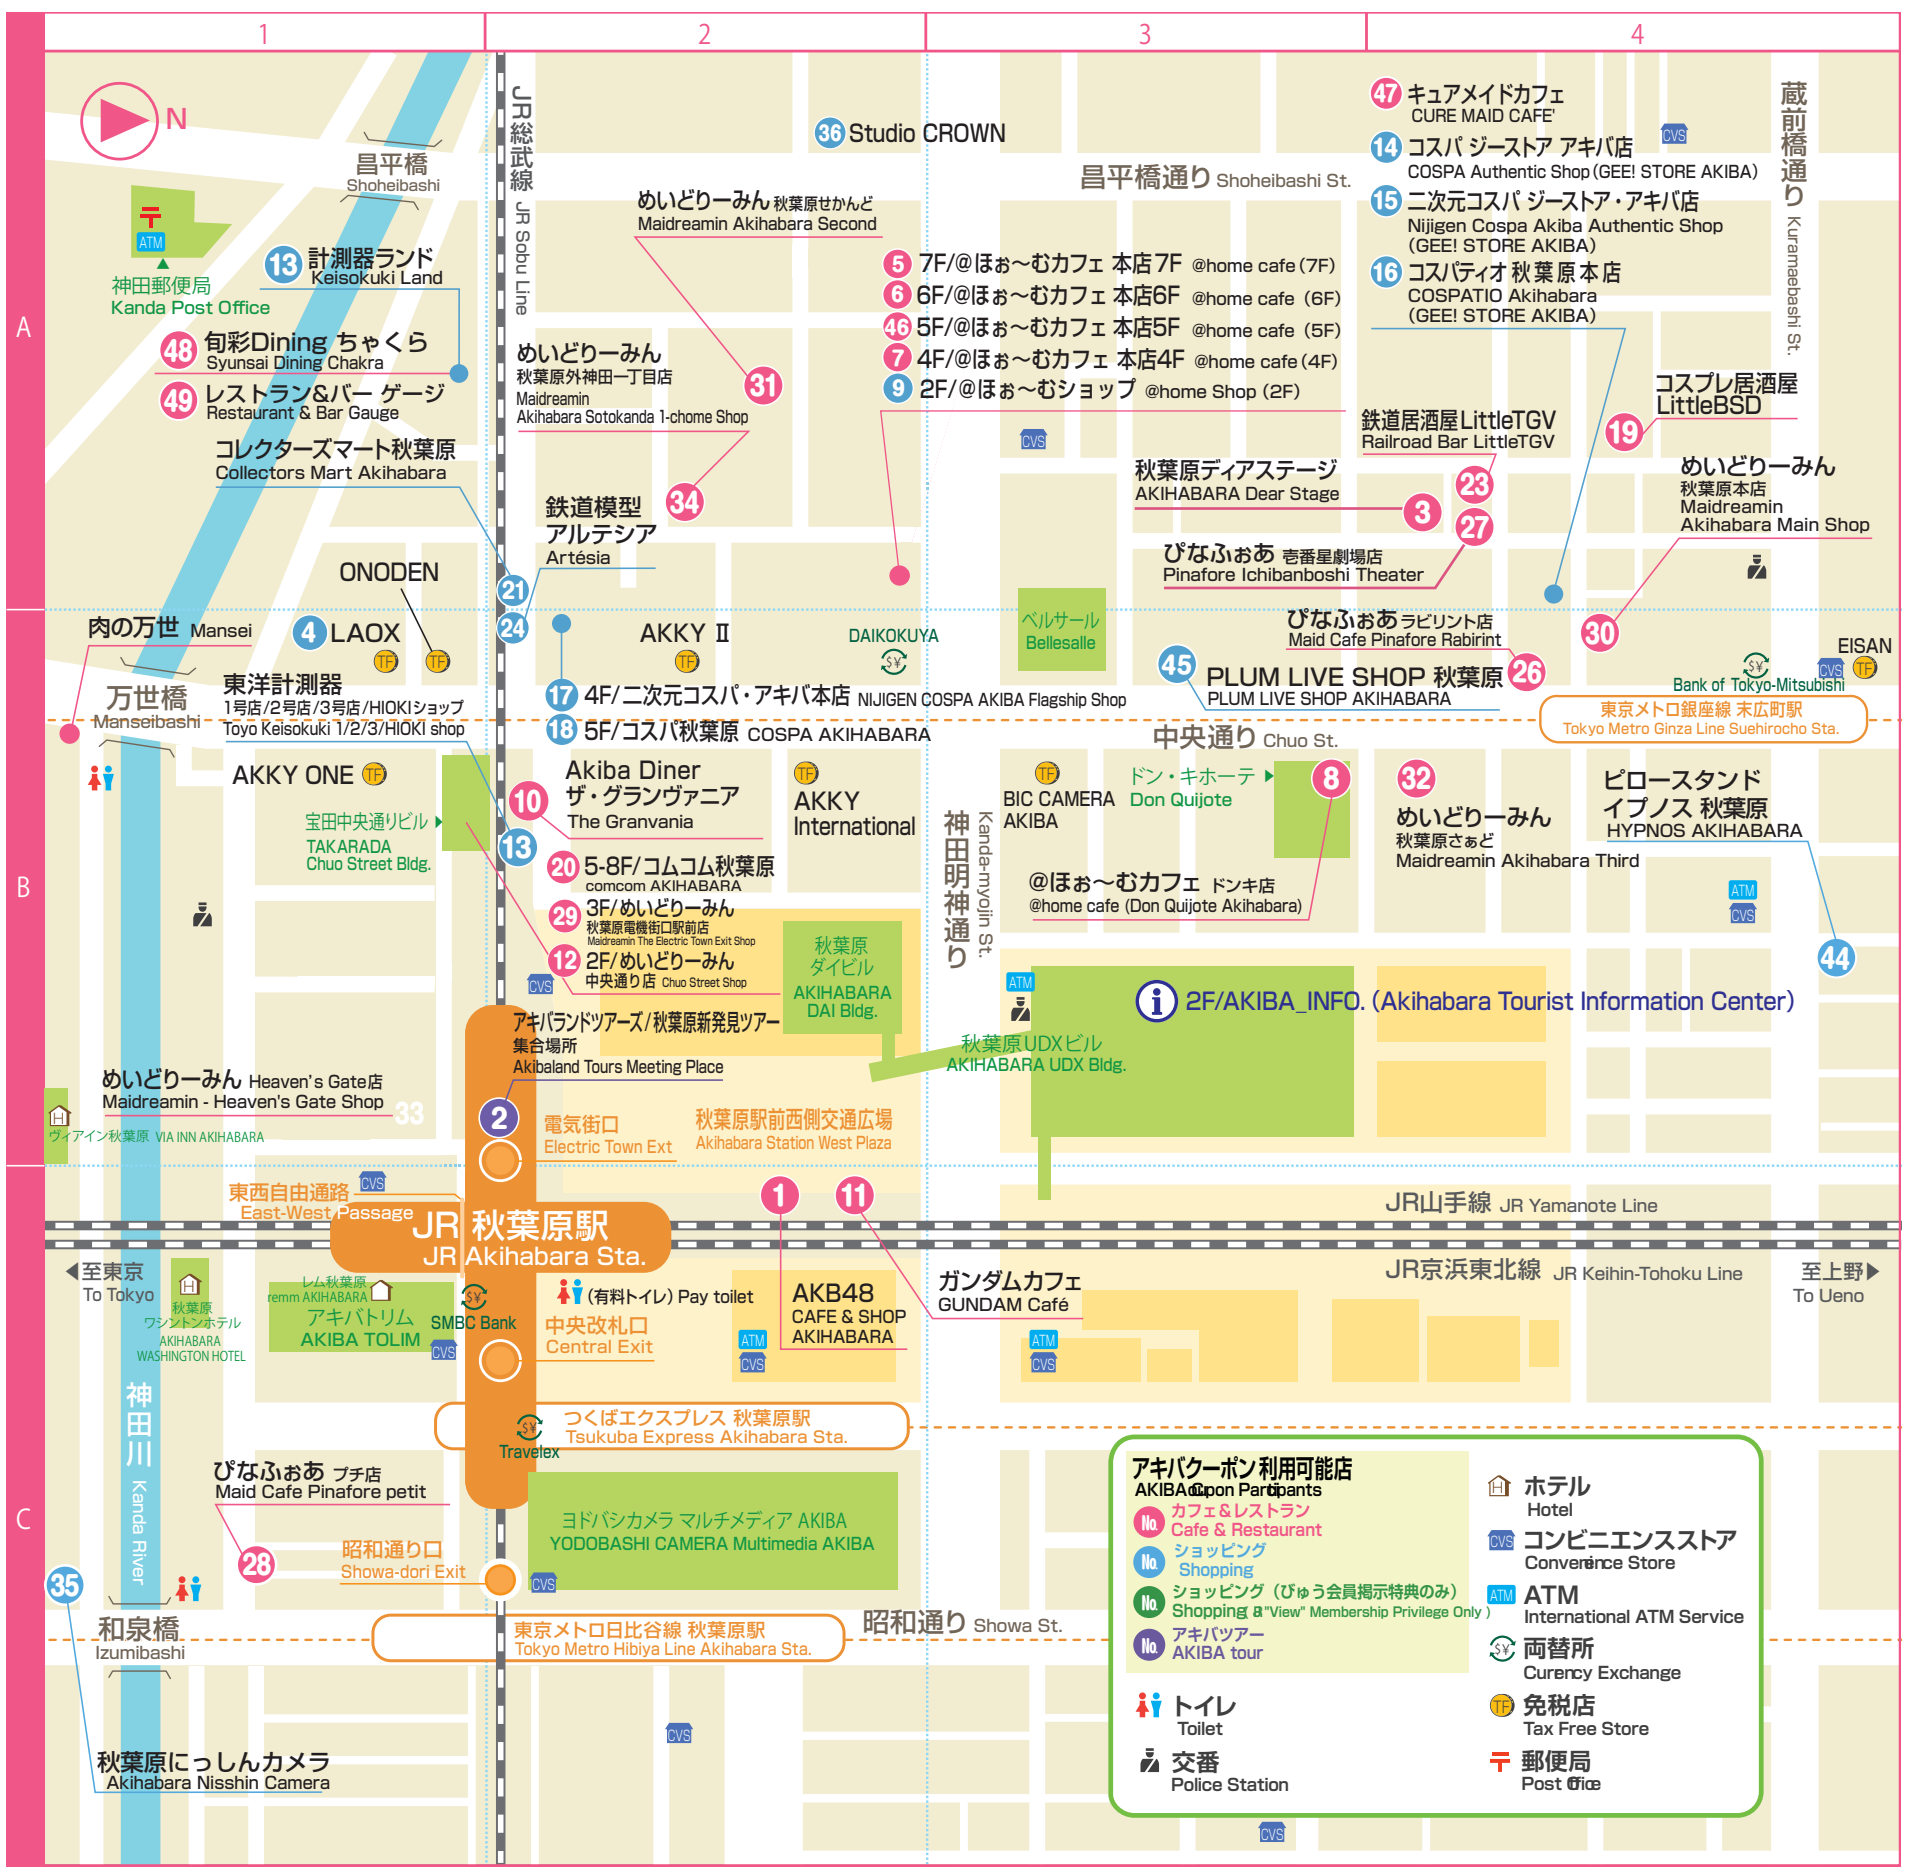 1
2
3
4
A
B
C
N
昌平橋
Shoheibashi
JR総武線 JR Sobu Line
36 Studio CROWN
昌平橋通り Shoheibashi St.
蔵前橋通り Kuramaebashi St.
47 キュアメイドカフェ
CURE MAID CAFE'
CVS
14 コスパ ジーストア アキバ店
COSPA Authentic Shop (GEE! STORE AKIBA)
15 二次元コスパ ジーストア・アキバ店
Nijigen Cospa Akiba Authentic Shop
(GEE! STORE AKIBA)
16 コスパティオ 秋葉原本店
COSPATIO Akihabara
(GEE! STORE AKIBA)
ATM
神田郵便局
Kanda Post Office
13 計測器ランド
Keisokuki Land
48 旬彩Dining ちゃくら
Syunsai Dining Chakra
49 レストラン&バー ゲージ
Restaurant & Bar Gauge
コレクターズマート秋葉原
Collectors Mart Akihabara
21
めいどりーみん 秋葉原せかんど
Maidreamin Akihabara Second
31
めいどりーみん
秋葉原外神田一丁目店
Maidreamin
Akihabara Sotokanda 1-chome Shop
34
5 7F/@ほぉ〜むカフェ 本店7F @home cafe (7F)
6 6F/@ほぉ〜むカフェ 本店6F @home cafe (6F)
46 5F/@ほぉ〜むカフェ 本店5F @home cafe (5F)
7 4F/@ほぉ〜むカフェ 本店4F @home cafe (4F)
9 2F/@ほぉ〜むショップ @home Shop (2F)
CVS
鉄道模型
アルテシア
Artésia
24
秋葉原ディアステージ
AKIHABARA Dear Stage
3
鉄道居酒屋LittleTGV
Railroad Bar LittleTGV
23
コスプレ居酒屋
LittleBSD
19
27
ぴなふぉあ 壱番星劇場店
Pinafore Ichibanboshi Theater
めいどりーみん
秋葉原本店
Maidreamin
Akihabara Main Shop
30
ONODEN
TF
肉の万世 Mansei
4 LAOX
TF
AKKY Ⅱ
TF
DAIKOKUYA
$¥
ベルサール
Bellesalle
ぴなふぉあ ラビリント店
Maid Cafe Pinafore Rabirint
26
45 PLUM LIVE SHOP 秋葉原
PLUM LIVE SHOP AKIHABARA
$¥
Bank of Tokyo-Mitsubishi
EISAN
CVS
TF
万世橋
Manseibashi
東洋計測器
1号店/2号店/3号店/HIOKIショップ
Toyo Keisokuki 1/2/3/HIOKI shop
13
17 4F/二次元コスパ・アキバ本店 NIJIGEN COSPA AKIBA Flagship Shop
18 5F/コスパ秋葉原 COSPA AKIHABARA
中央通り Chuo St.
東京メトロ銀座線 末広町駅
Tokyo Metro Ginza Line Suehirocho Sta.
AKKY ONE TF
宝田中央通りビル
TAKARADA
Chuo Street Bldg.
10
Akiba Diner
ザ・グランヴァニア
The Granvania
TF
AKKY
International
神田明神通り Kanda-myojin St.
TF
BIC CAMERA
AKIBA
ドン・キホーテ
Don Quijote
8
@ほぉ〜むカフェ ドンキ店
@home cafe (Don Quijote Akihabara)
32
めいどりーみん
秋葉原さぁど
Maidreamin Akihabara Third
ピロースタンド
イプノス 秋葉原
HYPNOS AKIHABARA
44
ATM
CVS
20 5-8F/コムコム秋葉原
comcom AKIHABARA
29 3F/めいどりーみん
秋葉原電機街口駅前店
Maidreamin The Electric Town Exit Shop
12 2F/めいどりーみん
中央通り店 Chuo Street Shop
CVS
秋葉原
ダイビル
AKIHABARA
DAI Bldg.
ATM
2F/AKIBA_INFO. (Akihabara Tourist Information Center)
秋葉原UDXビル
AKIHABARA UDX Bldg.
アキバランドツアーズ/秋葉原新発見ツアー
集合場所
Akibaland Tours Meeting Place
2
めいどりーみん Heaven's Gate店
Maidreamin - Heaven's Gate Shop
33
H
ヴィアイン秋葉原 VIA INN AKIHABARA
電気街口
Electric Town Ext
秋葉原駅前西側交通広場
Akihabara Station West Plaza
CVS
東西自由通路
East-West Passage
JR 秋葉原駅
JR Akihabara Sta.
1
11
JR山手線 JR Yamanote Line
JR京浜東北線 JR Keihin-Tohoku Line
至上野
To Ueno
至東京
To Tokyo
H
秋葉原
ワシントンホテル
AKIHABARA
WASHINGTON HOTEL
レム秋葉原
remm AKIHABARA
アキバトリム
AKIBA TOLIM
$¥
SMBC Bank
CVS
(有料トイレ) Pay toilet
中央改札口
Central Exit
AKB48
CAFE & SHOP
AKIHABARA
ATM
CVS
ガンダムカフェ
GUNDAM Café
ATM
CVS
神田川 Kanda River
つくばエクスプレス 秋葉原駅
Tsukuba Express Akihabara Sta.
$¥
Travelex
ぴなふぉあ プチ店
Maid Cafe Pinafore petit
28
ヨドバシカメラ マルチメディア AKIBA
YODOBASHI CAMERA Multimedia AKIBA
CVS
昭和通り口
Showa-dori Exit
35
和泉橋
Izumibashi
東京メトロ日比谷線 秋葉原駅
Tokyo Metro Hibiya Line Akihabara Sta.
昭和通り Showa St.
秋葉原にっしんカメラ
Akihabara Nisshin Camera
CVS
CVS
アキバクーポン 利用可能店
No. カフェ&レストラン
Cafe & Restaurant
No. ショッピング
Shopping
No. ショッピング (びゅう会員掲示特典のみ)
Shopping "View" Membership Privilege Only )
No. アキバツアー
AKIBA tour
トイレ
Toilet
交番
Police Station
H ホテル
Hotel
CVS コンビニエンスストア
Store
ATM ATM
International ATM Service
$¥ 両替所
Exchange
TF 免税店
Tax Free Store
郵便局
Post